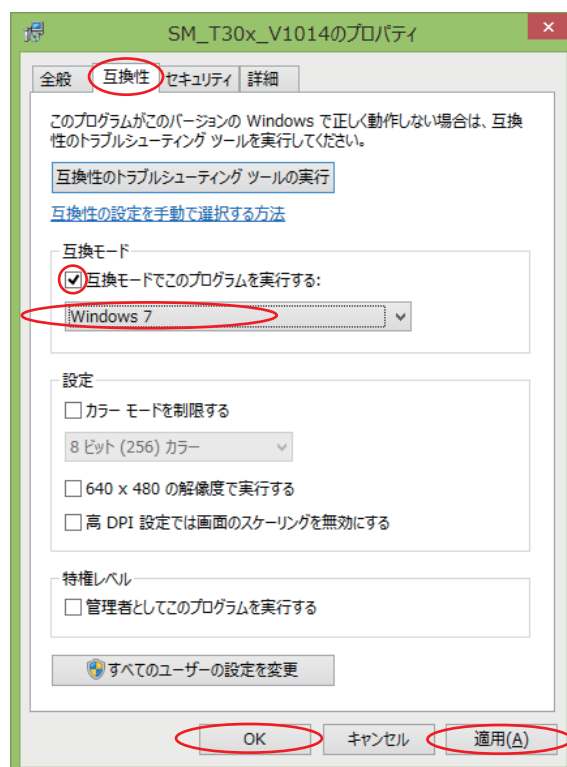 SM_T30x_V1014のプロパティ
全般 互換性 セキュリティ 詳細
このプログラムがこのバージョンの Windows で正しく動作しない場合は、互換
性のトラブルシューティング ツールを実行してください。
互換性のトラブルシューティング ツールの実行
互換性の設定を手動で選択する方法
互換モード
互換モードでこのプログラムを実行する:
Windows 7
設定
カラー モードを制限する
8 ビット (256) カラー
640 x 480 の解像度で実行する
高 DPI 設定では画面のスケーリングを無効にする
特権レベル
管理者としてこのプログラムを実行する
すべてのユーザーの設定を変更
OK キャンセル 適用(A)